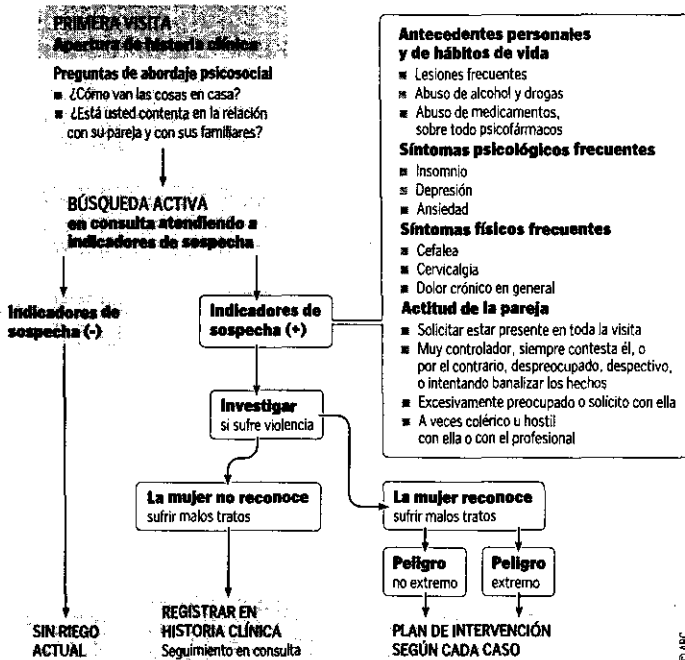 PRIMERA VISITA
Apertura de historia clínica
Preguntas de abordaje psicosocial
■ ¿Cómo van las cosas en casa?
■ ¿Está usted contenta en la relación
con su pareja y con sus familiares?
BÚSQUEDA ACTIVA
en consulta atendiendo a
indicadores de sospecha
Indicadores de
sospecha (-)
Indicadores de
sospecha (+)
Antecedentes personales
y de hábitos de vida
■ Lesiones frecuentes
■ Abuso de alcohol y drogas
■ Abuso de medicamentos,
sobre todo psicofármacos
Síntomas psicológicos frecuentes
■ Insomnio
■ Depresión
■ Ansiedad
Síntomas físicos frecuentes
■ Cefalea
■ Cervicalgia
■ Dolor crónico en general
Actitud de la pareja
■ Solicitar estar presente en toda la visita
■ Muy controlador, siempre contesta él, o
por el contrario, despreocupado, despectivo,
o intentando banalizar los hechos
■ Excesivamente preocupado o solícito con ella
■ A veces colérico u hostil
con ella o con el profesional
Investigar
si sufre violencia
La mujer no reconoce
sufrir malos tratos
La mujer reconoce
sufrir malos tratos
Peligro
no extremo
Peligro
extremo
SIN RIEGO
ACTUAL
REGISTRAR EN
HISTORIA CLÍNICA
Seguimiento en consulta
PLAN DE INTERVENCIÓN
SEGÚN CADA CASO
© ABC